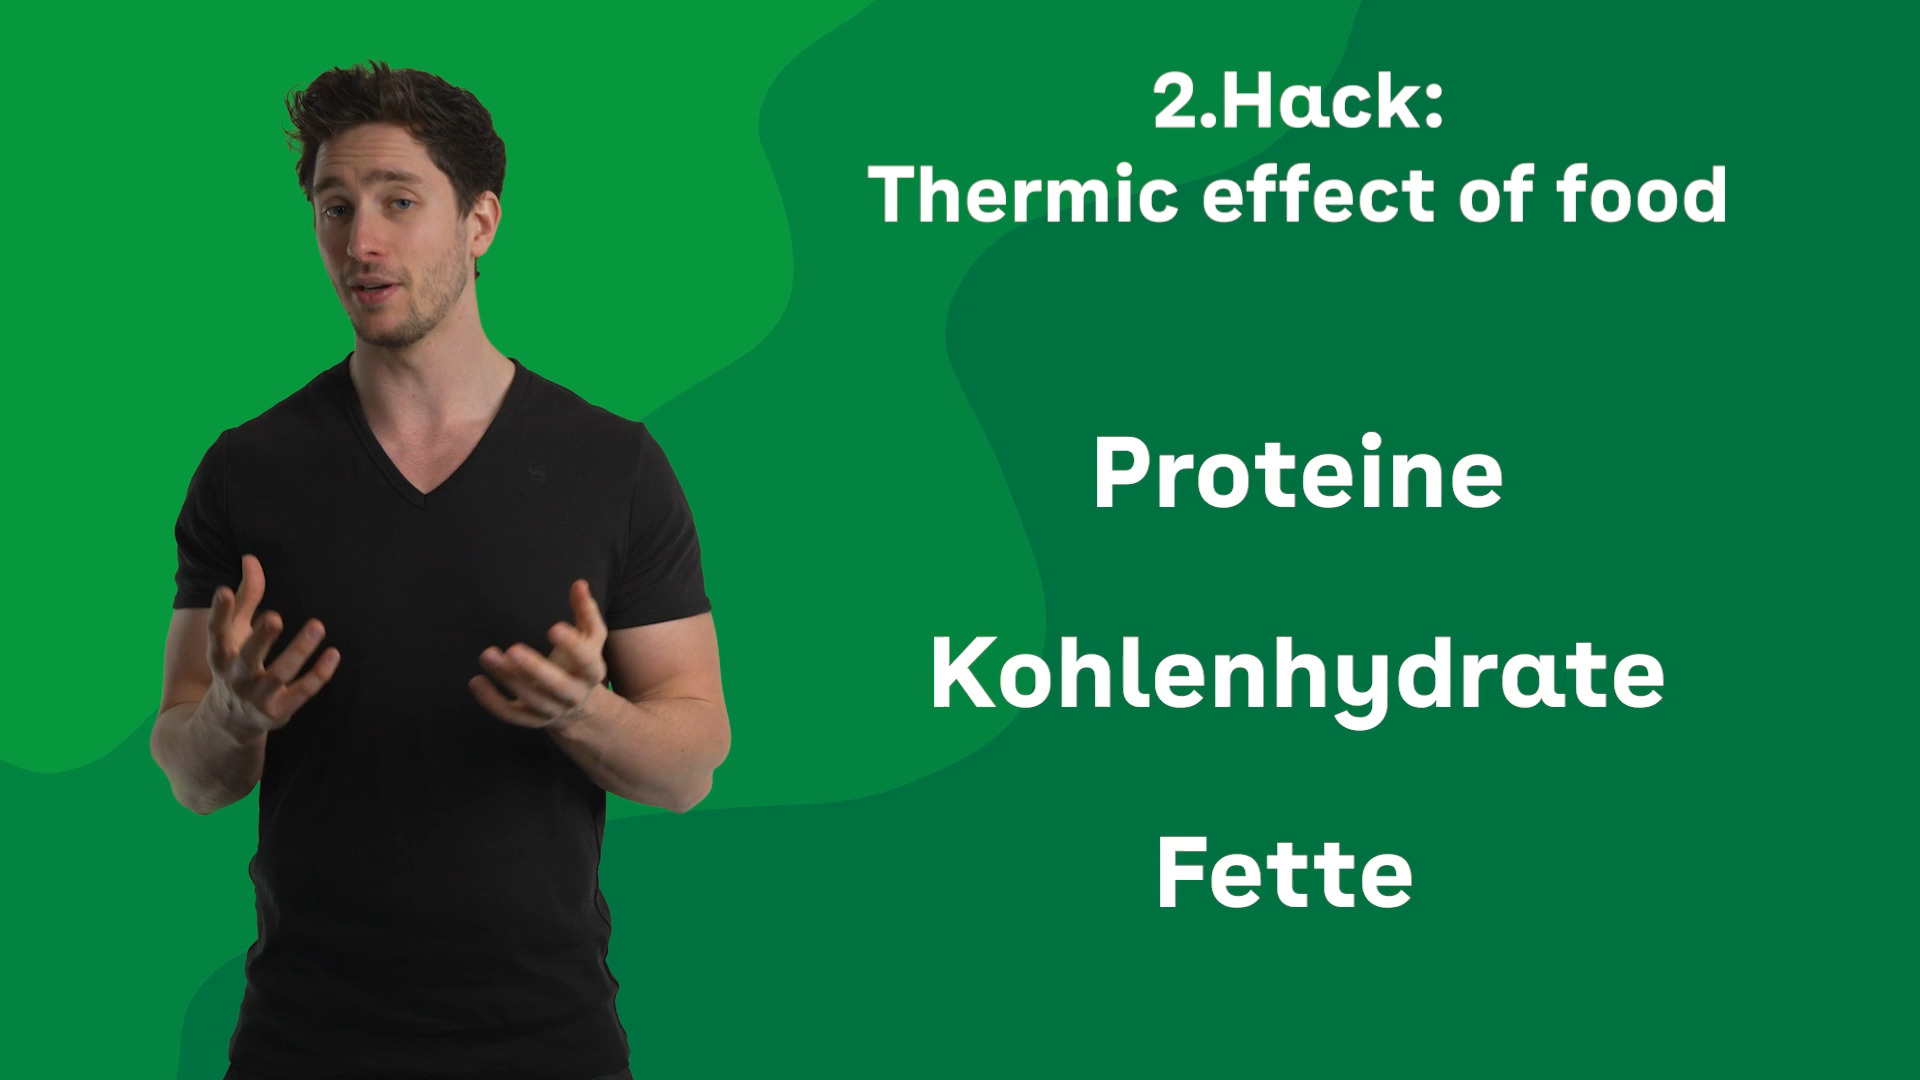 2.Hack:
Thermic effect of food
Proteine
Kohlenhydrate
Fette